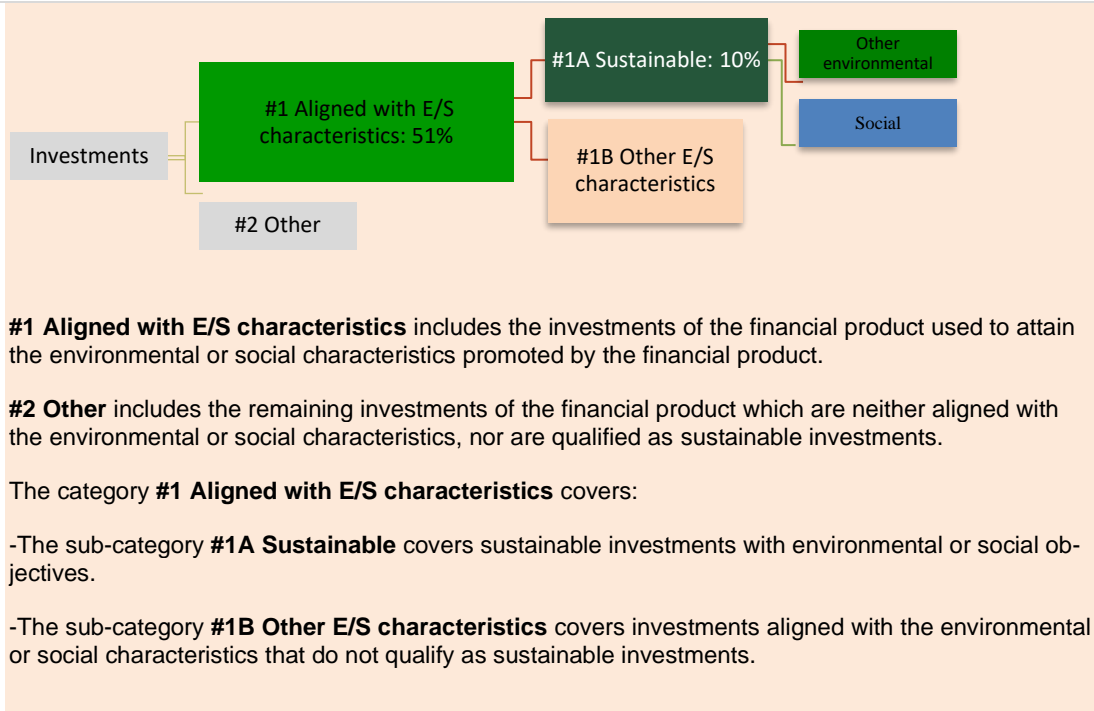 Investments
#1 Aligned with E/S
characteristics: 51%
#2 Other
#1A Sustainable: 10%
#1B Other E/S
characteristics
Other
environmental
Social
#1 Aligned with E/S characteristics includes the investments of the financial product used to attain
the environmental or social characteristics promoted by the financial product.
#2 Other includes the remaining investments of the financial product which are neither aligned with
the environmental or social characteristics, nor are qualified as sustainable investments.
The category #1 Aligned with E/S characteristics covers:
-The sub-category #1A Sustainable covers sustainable investments with environmental or social ob-
jectives.
-The sub-category #1B Other E/S characteristics covers investments aligned with the environmental
or social characteristics that do not qualify as sustainable investments.